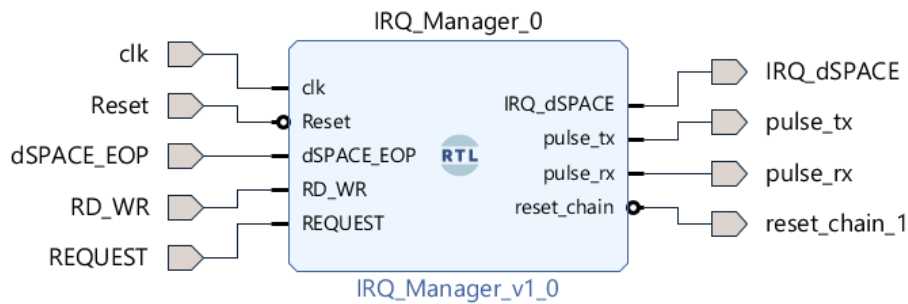 IRQ_Manager_0
clk
Reset
dSPACE_EOP
RD_WR
REQUEST
clk
Reset
dSPACE_EOP
RD_WR
REQUEST
RTL
IRQ_dSPACE
pulse_tx
pulse_rx
reset_chain
IRQ_dSPACE
pulse_tx
pulse_rx
reset_chain_1
IRQ_Manager_v1_0